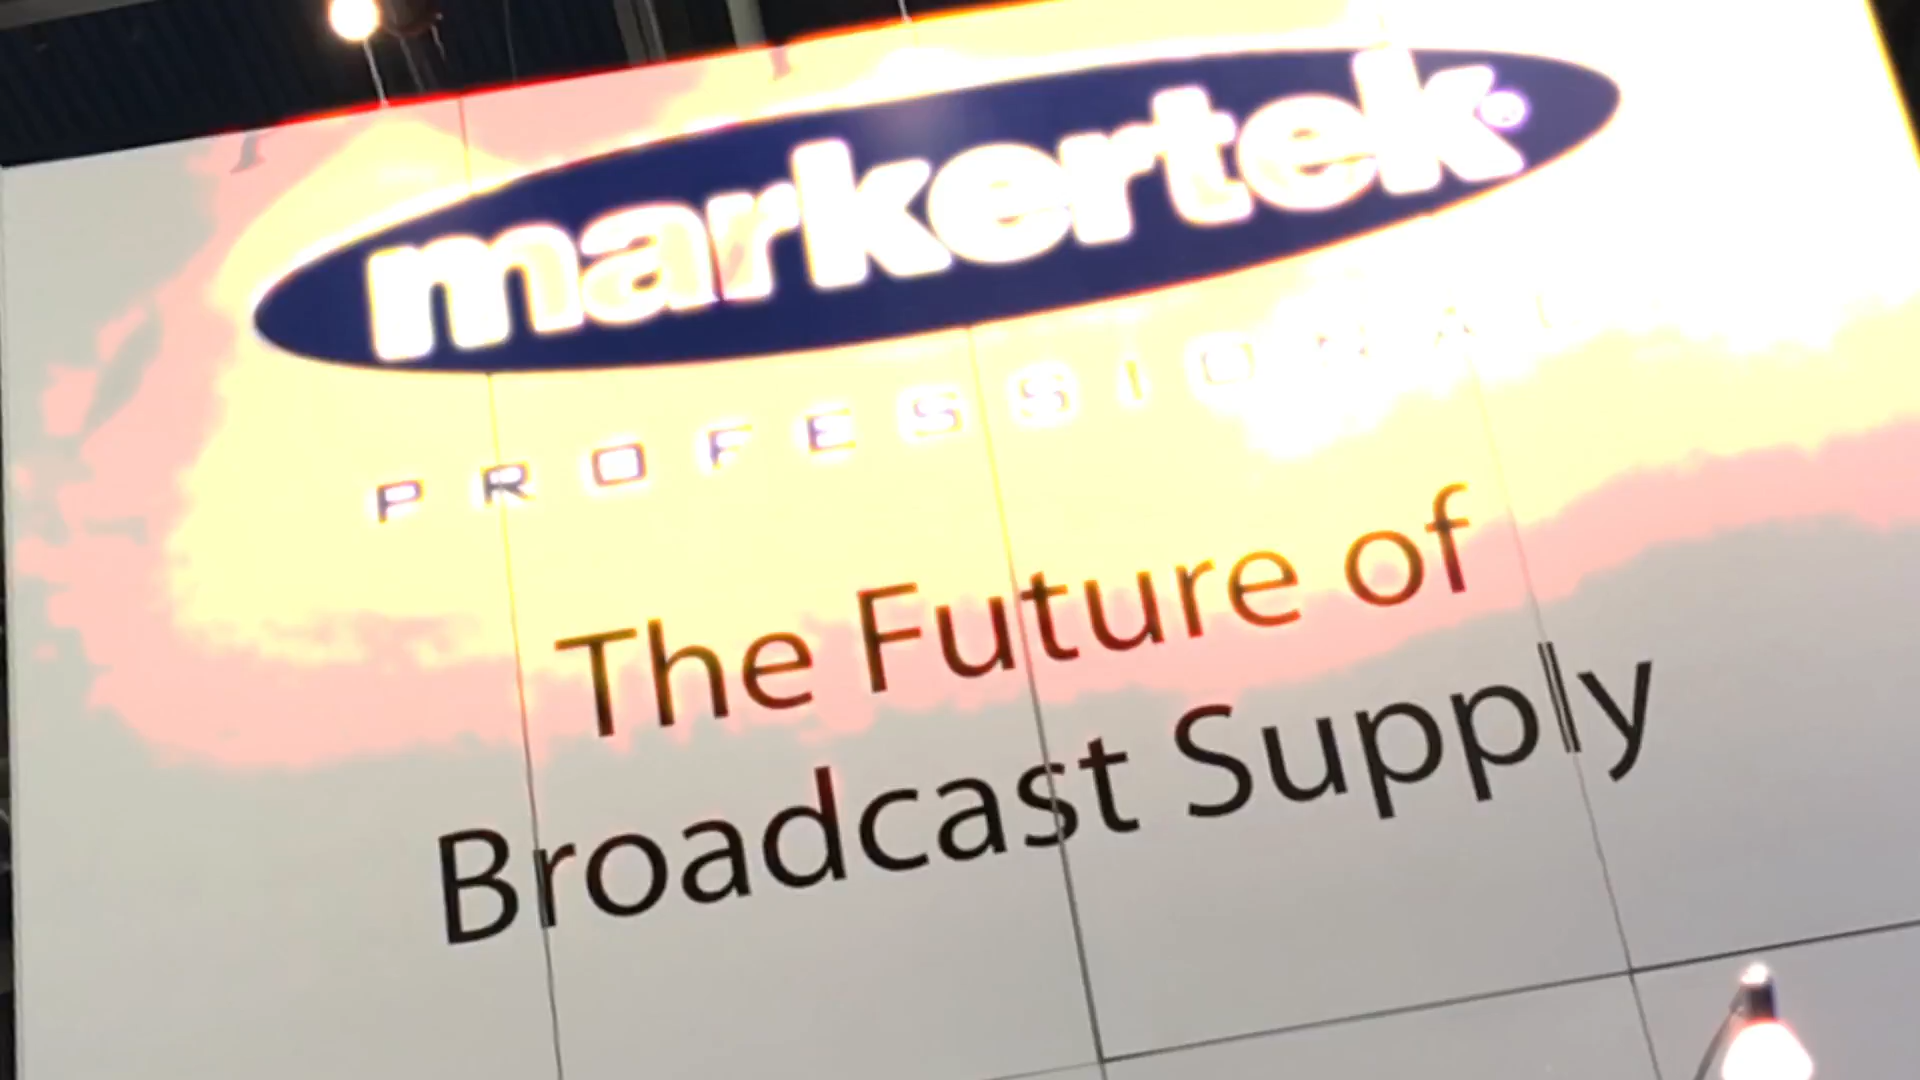 markertek®
PROFESSIONAL
The Future of
Broadcast Supply